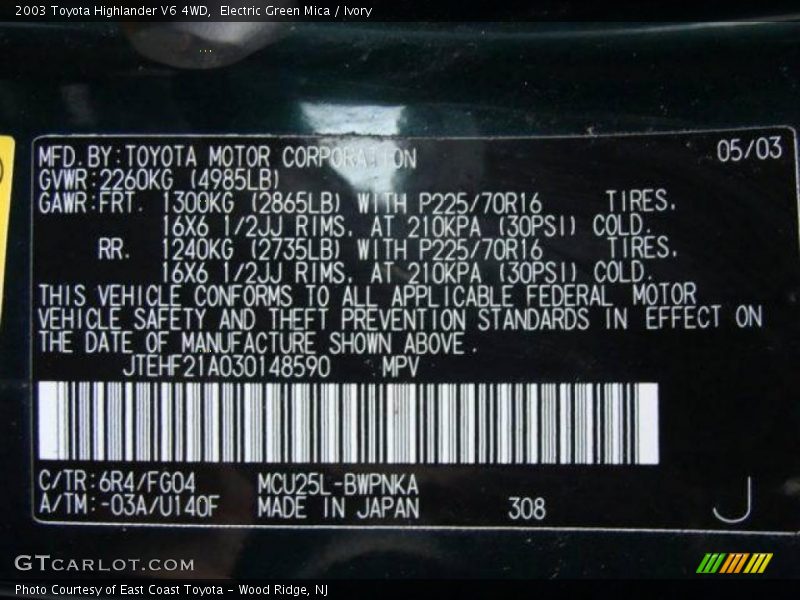 2003 Toyota Highlander V6 4WD, Electric Green Mica / Ivory
MFD.BY:TOYOTA MOTOR CORPORATION 05/03
GVWR:2260KG (4985LB)
GAWR:FRT. 1300KG (2865LB) WITH P225/70R16 TIRES.
16X6 1/2JJ RIMS. AT 210KPA (30PSI) COLD.
RR. 1240KG (2735LB) WITH P225/70R16 TIRES.
16X6 1/2JJ RIMS. AT 210KPA (30PSI) COLD.
THIS VEHICLE CONFORMS TO ALL APPLICABLE FEDERAL MOTOR
VEHICLE SAFETY AND THEFT PREVENTION STANDARDS IN EFFECT ON
THE DATE OF MANUFACTURE SHOWN ABOVE.
JTEHF21A030148590 MPV
C/TR:6R4/FG04 MCU25L-BWPNKA
A/TM:-03A/U140F MADE IN JAPAN 308 J
GTCARLOT.COM
Photo Courtesy of East Coast Toyota - Wood Ridge, NJ